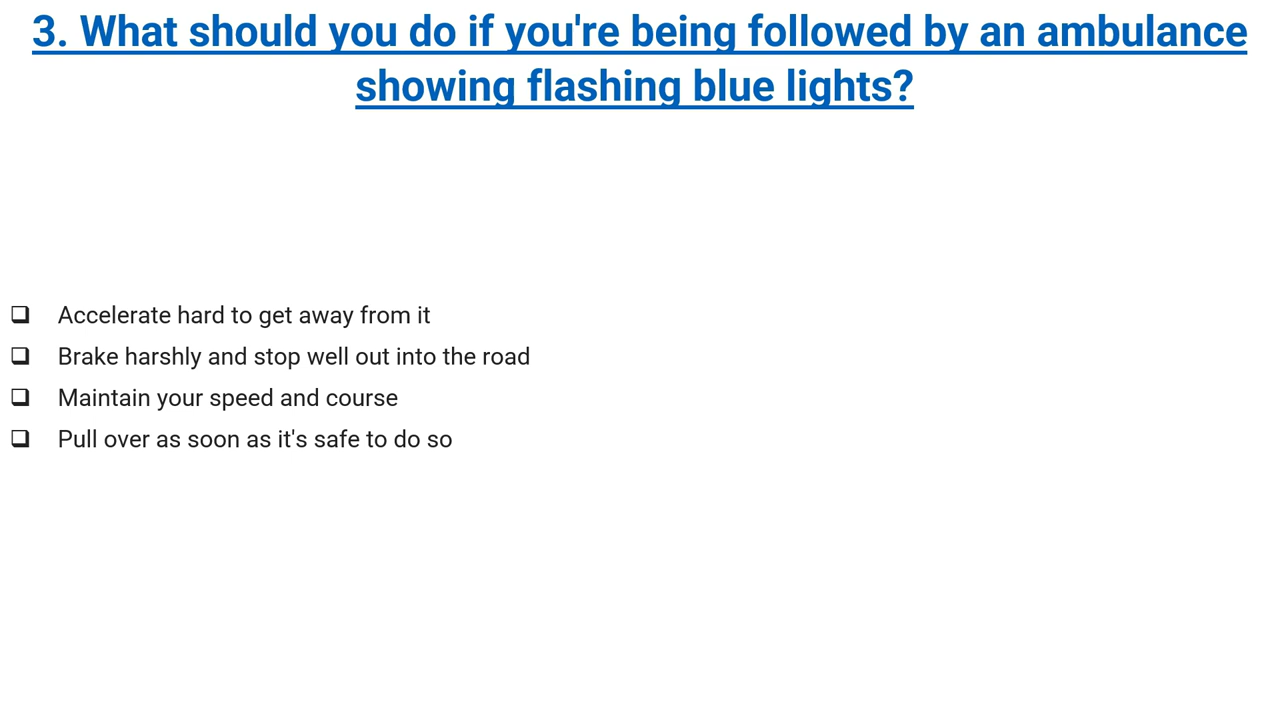 3. What should you do if you're being followed by an ambulance
showing flashing blue lights?
❑ Accelerate hard to get away from it
❑ Brake harshly and stop well out into the road
❑ Maintain your speed and course
❑ Pull over as soon as it's safe to do so